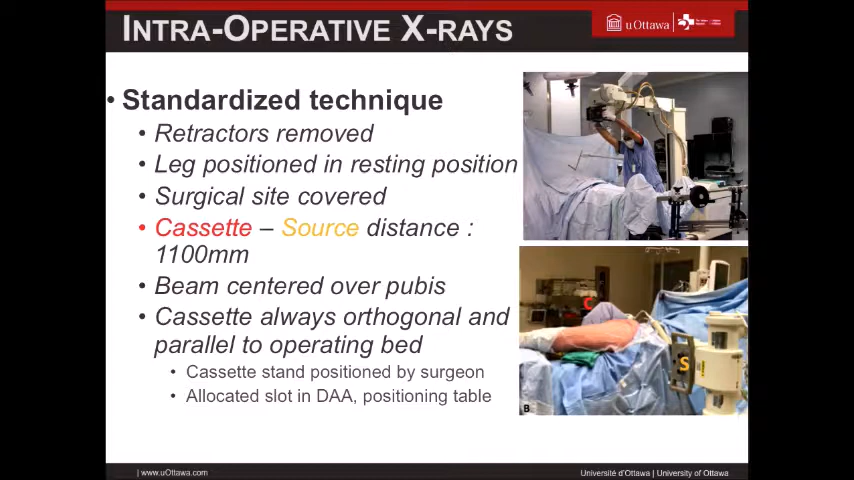 INTRA-OPERATIVE X-RAYS
uOttawa
• Standardized technique
• Retractors removed
• Leg positioned in resting position
• Surgical site covered
• Cassette – Source distance :
1100mm
• Beam centered over pubis
• Cassette always orthogonal and
parallel to operating bed
• Cassette stand positioned by surgeon
• Allocated slot in DAA, positioning table
C
S
B
| www.uOttawa.com
Université d'Ottawa | University of Ottawa